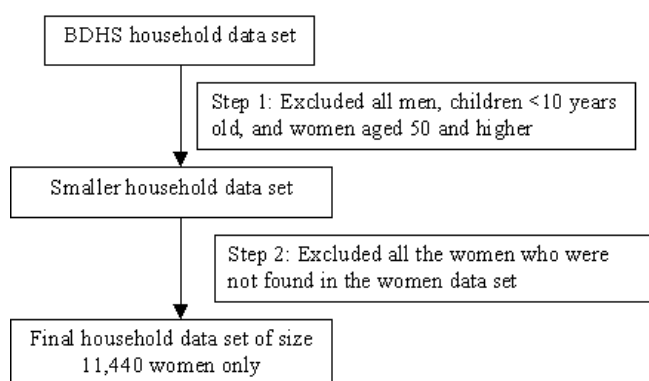 BDHS household data set
Step 1: Excluded all men, children <10 years
old, and women aged 50 and higher
Smaller household data set
Step 2: Excluded all the women who were
not found in the women data set
Final household data set of size
11,440 women only